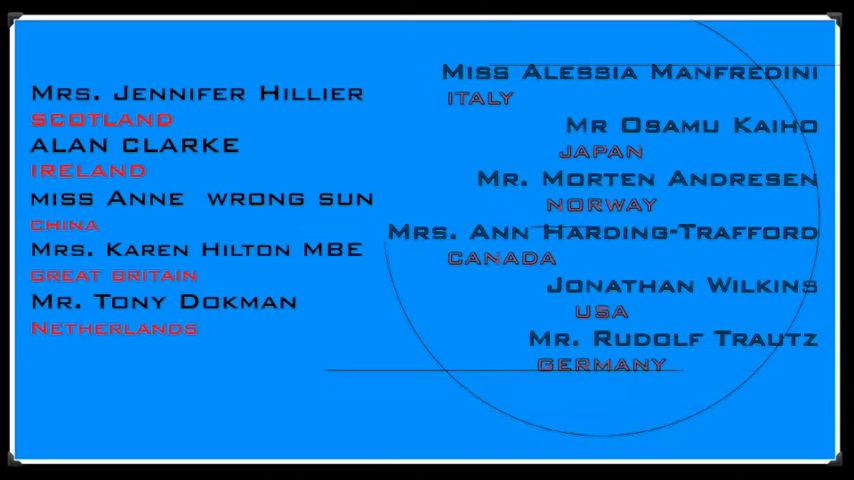 Mrs. Jennifer Hillier
SCOTLAND
ALAN CLARKE
IRELAND
miss Anne wrong sun
china
Mrs. Karen Hilton MBE
great britain
Mr. Tony Dokman
Netherlands
Miss Alessia Manfredini
ITALY
Mr Osamu Kaiho
JAPAN
Mr. Morten Andresen
NORWAY
Mrs. Ann Harding-Trafford
CANADA
Jonathan Wilkins
USA
Mr. Rudolf Trautz
GERMANY